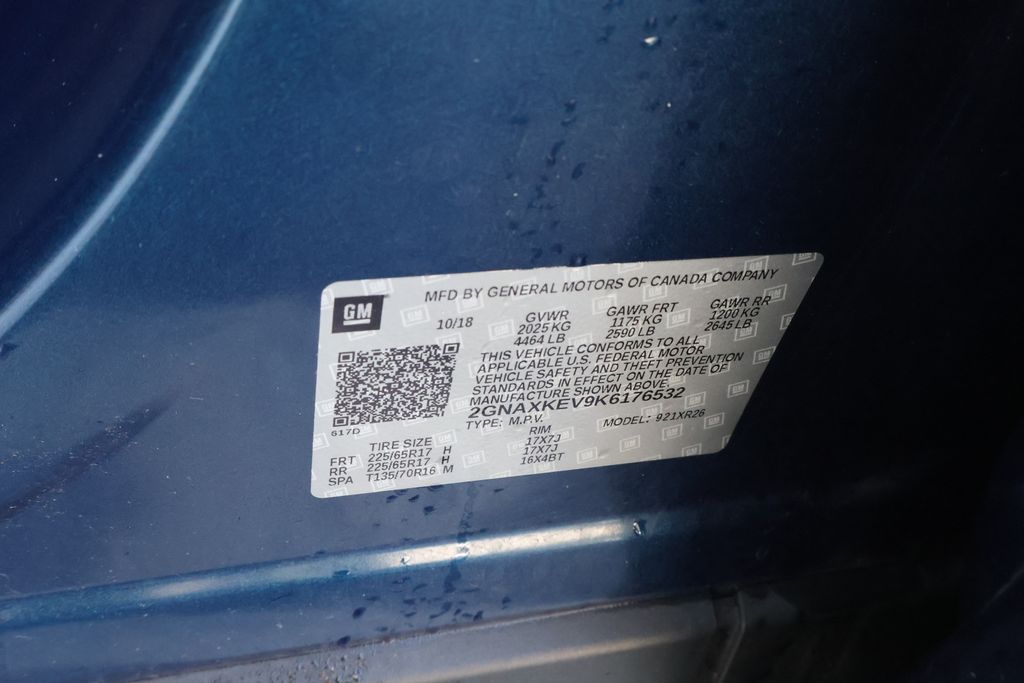 GM
MFD BY GENERAL MOTORS OF CANADA COMPANY
10/18
GVWR
2025 KG
4464 LB
GAWR FRT
1175 KG
2590 LB
GAWR RR
1200 KG
2645 LB
THIS VEHICLE CONFORMS TO ALL
APPLICABLE U.S. FEDERAL MOTOR
VEHICLE SAFETY AND THEFT PREVENTION
STANDARDS IN EFFECT ON THE DATE OF
MANUFACTURE SHOWN ABOVE
2GNAXKEV9K6176532
TYPE: M.P.V. MODEL: 921XR26
617D
TIRE SIZE RIM
FRT 225/65R17 H 17X7J
RR 225/65R17 H 17X7J
SPA T135/70R16 M 16X4BT